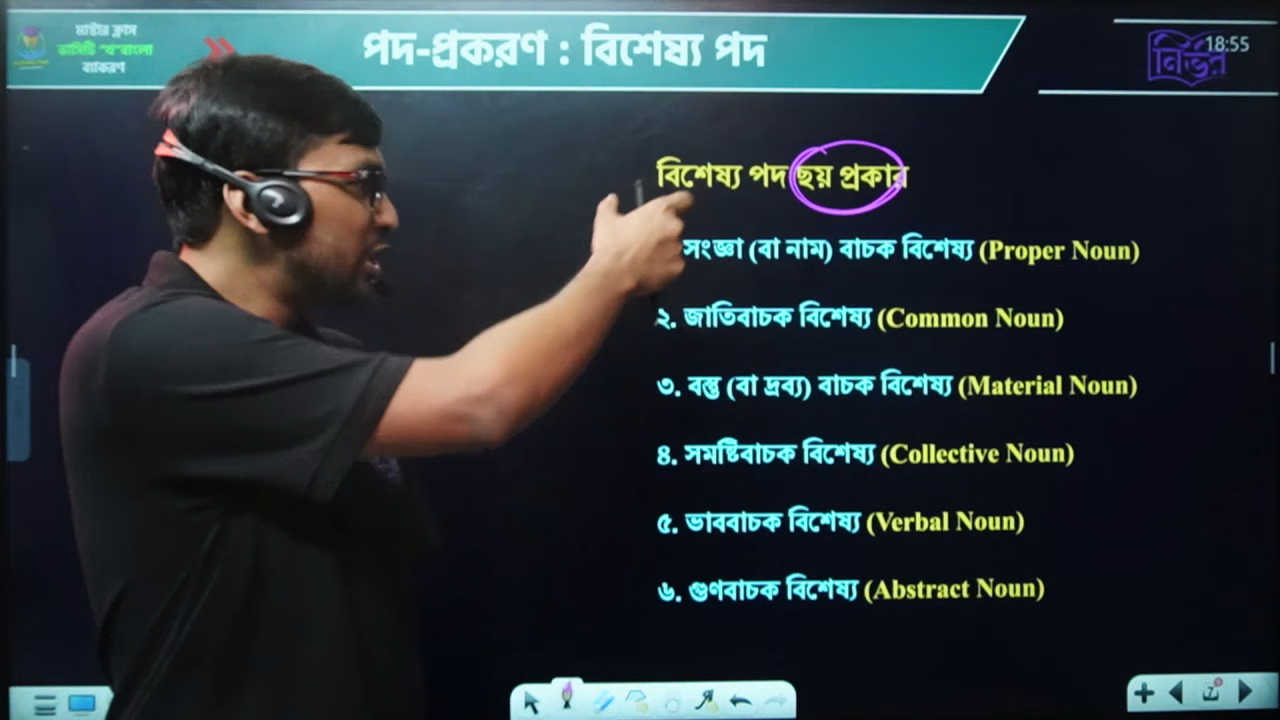 মাস্টার ক্লাস
ভার্সিটি "খ" বাংলা
ব্যাকরণ
পদ-প্রকরণ : বিশেষ্য পদ
নির্ভর
18:55
বিশেষ্য পদ ছয় প্রকার
সংজ্ঞা (বা নাম) বাচক বিশেষ্য (Proper Noun)
২. জাতিবাচক বিশেষ্য (Common Noun)
৩. বস্তু (বা দ্রব্য) বাচক বিশেষ্য (Material Noun)
৪. সমষ্টিবাচক বিশেষ্য (Collective Noun)
৫. ভাববাচক বিশেষ্য (Verbal Noun)
৬. গুণবাচক বিশেষ্য (Abstract Noun)